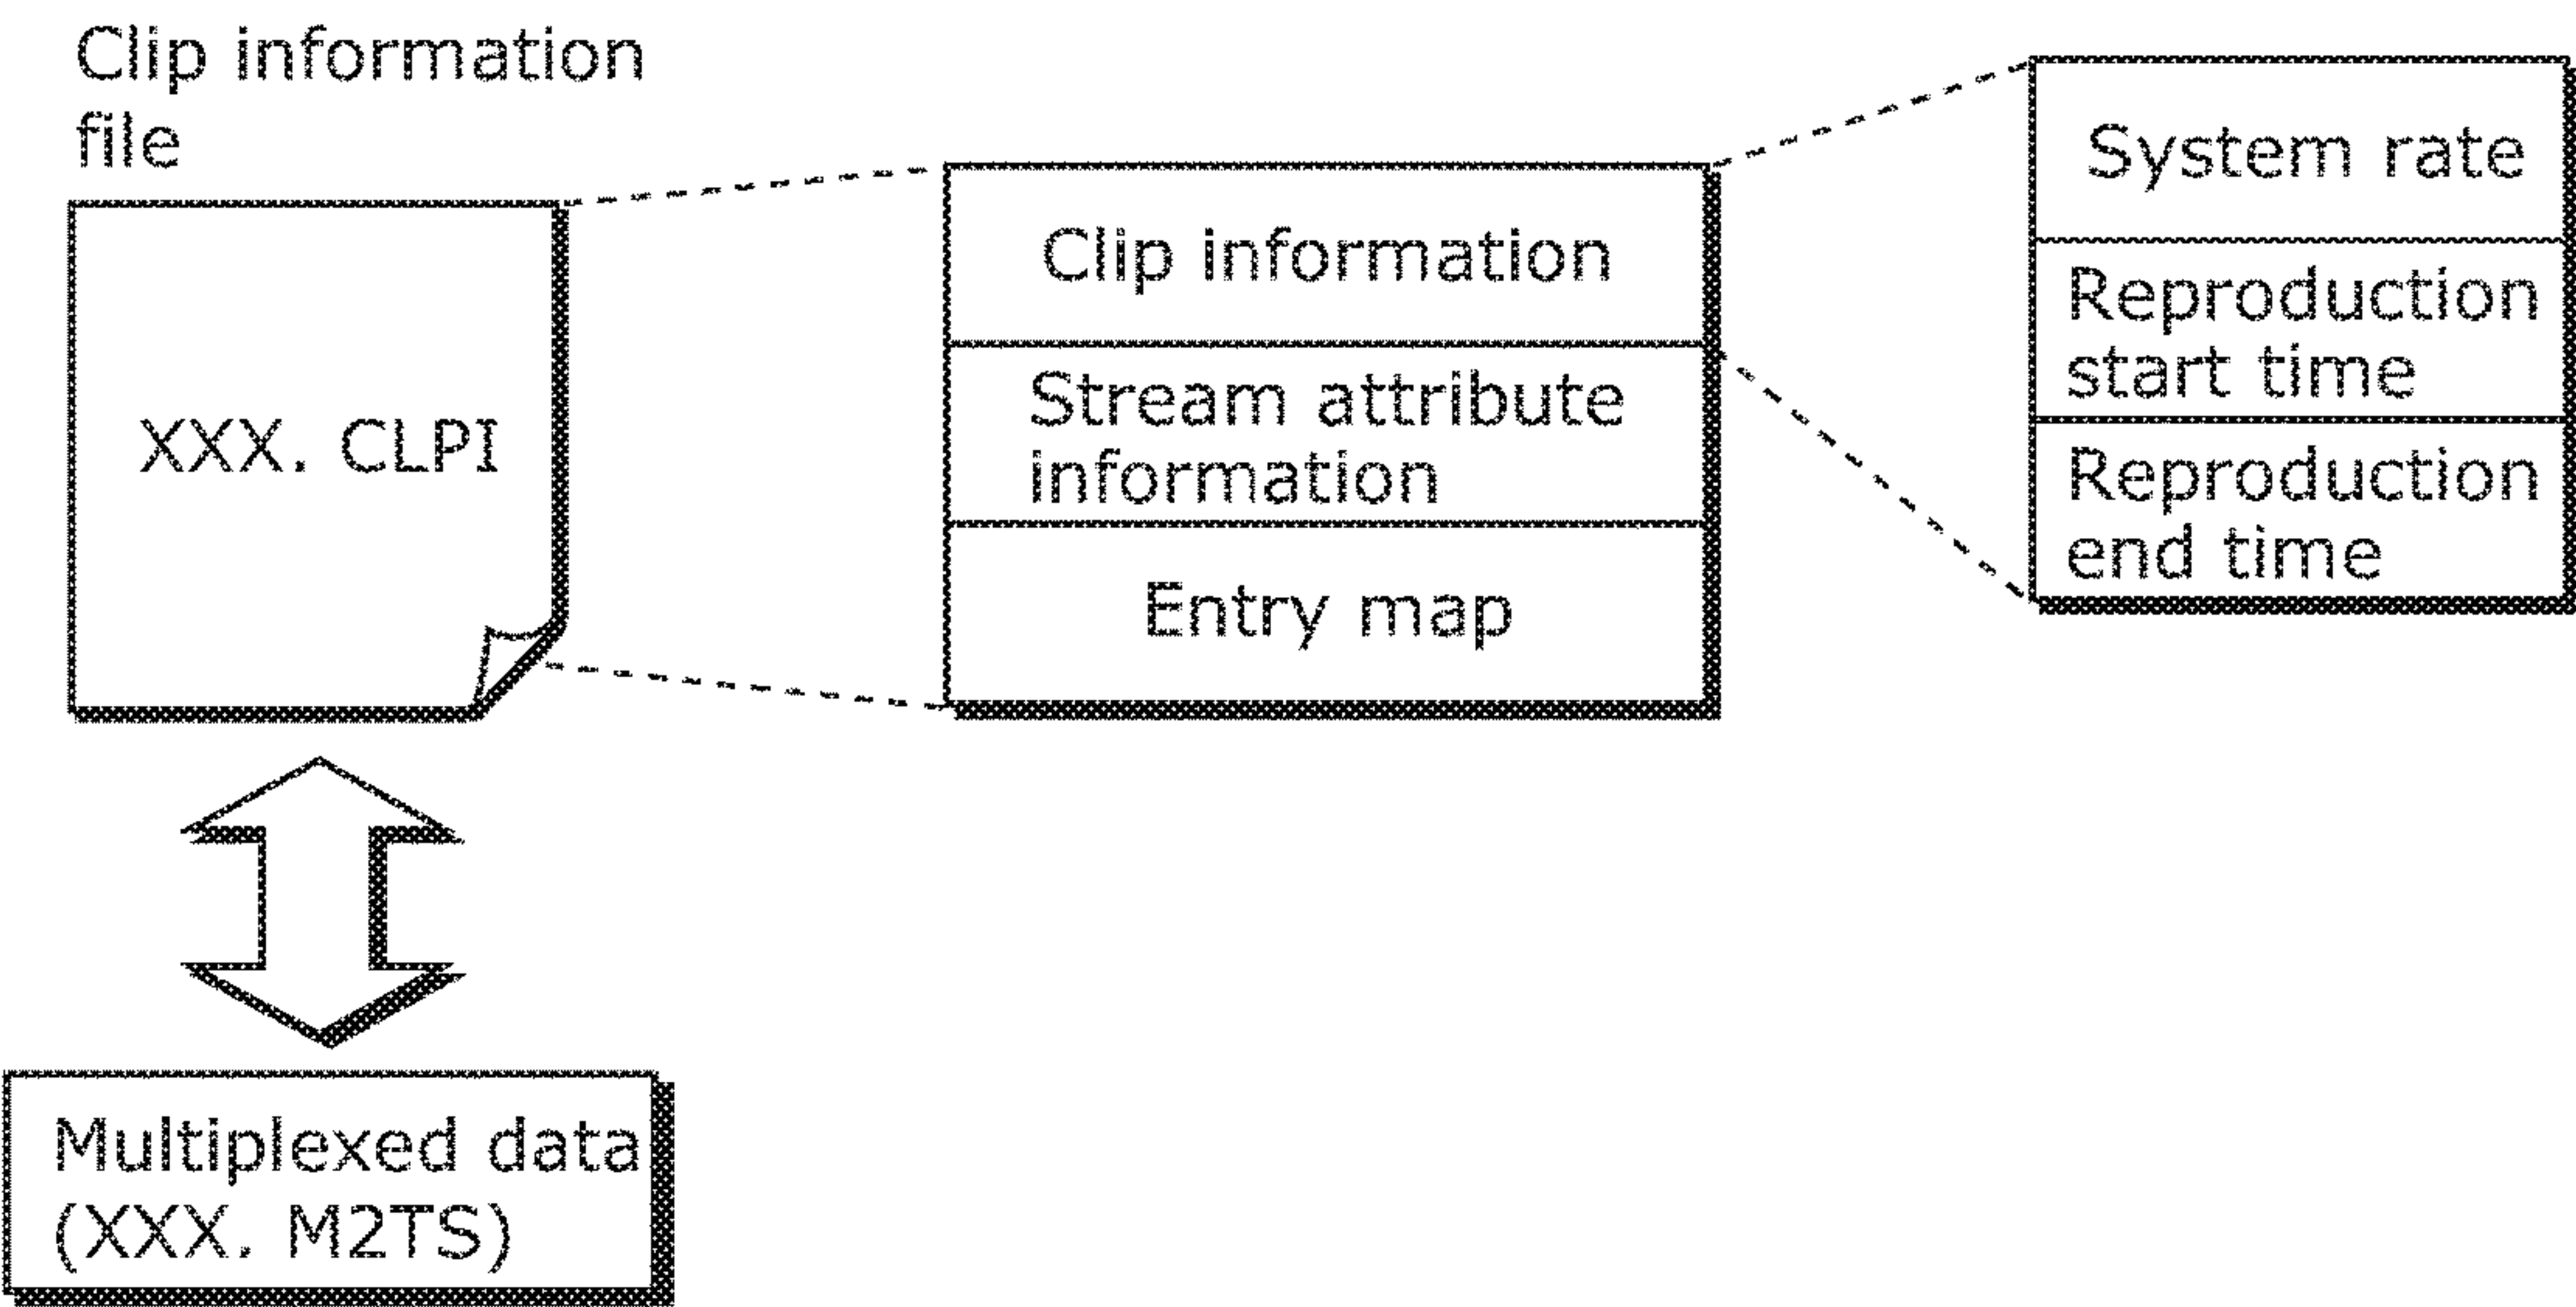 Clip information
file
XXX. CLPI
Clip information
Stream attribute
information
Entry map
System rate
Reproduction
start time
Reproduction
end time
Multiplexed data
(XXX. M2TS)